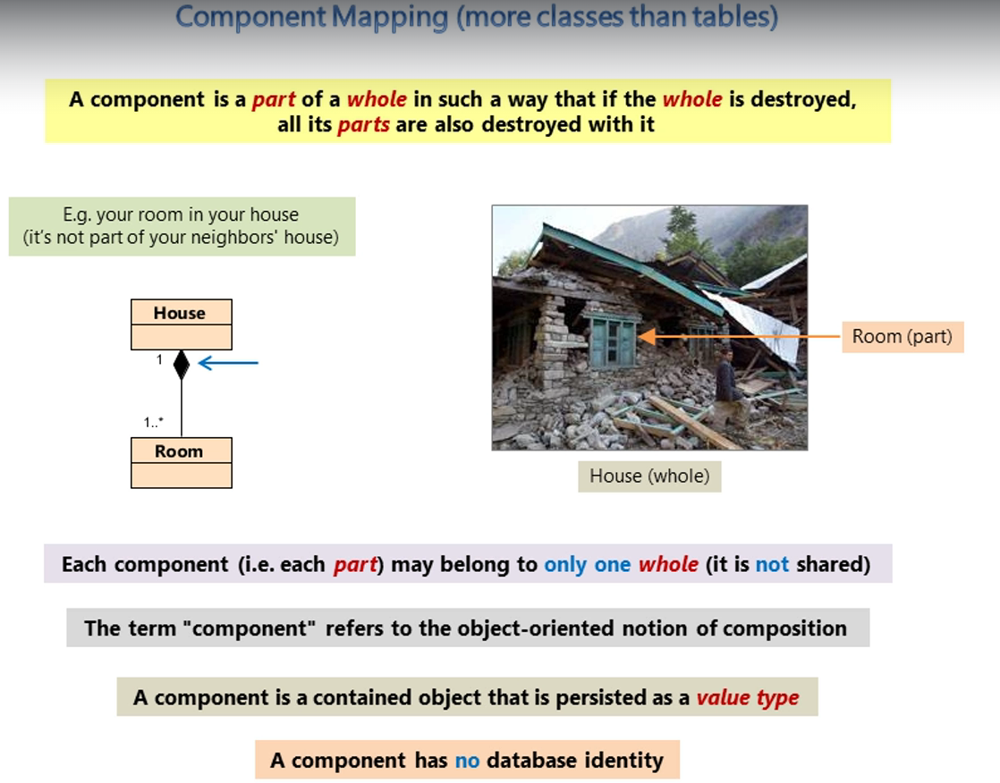 Component Mapping (more classes than tables)
A component is a part of a whole in such a way that if the whole is destroyed,
all its parts are also destroyed with it
E.g. your room in your house
(it's not part of your neighbors' house)
House
1
1..*
Room
Room (part)
House (whole)
Each component (i.e. each part) may belong to only one whole (it is not shared)
The term "component" refers to the object-oriented notion of composition
A component is a contained object that is persisted as a value type
A component has no database identity